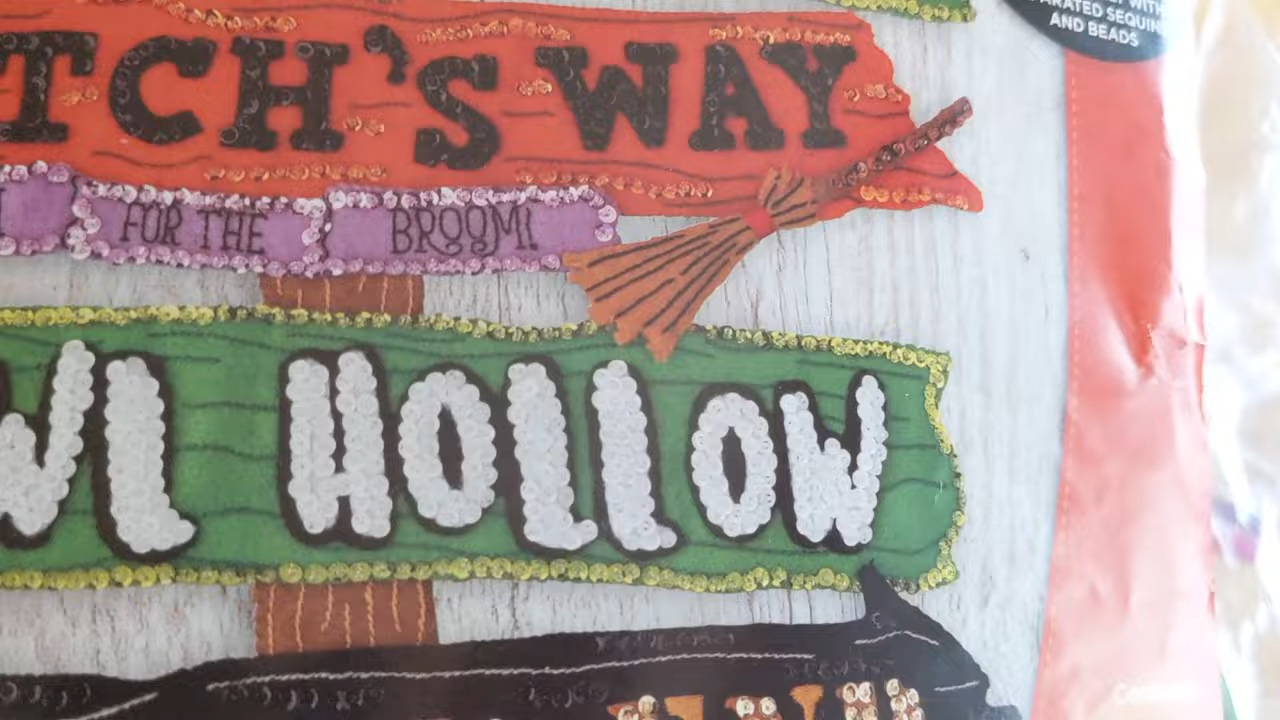 ARATED SEQUIN
AND BEADS
TCH'S WAY
FOR THE BROOM!
WL HOLLOW